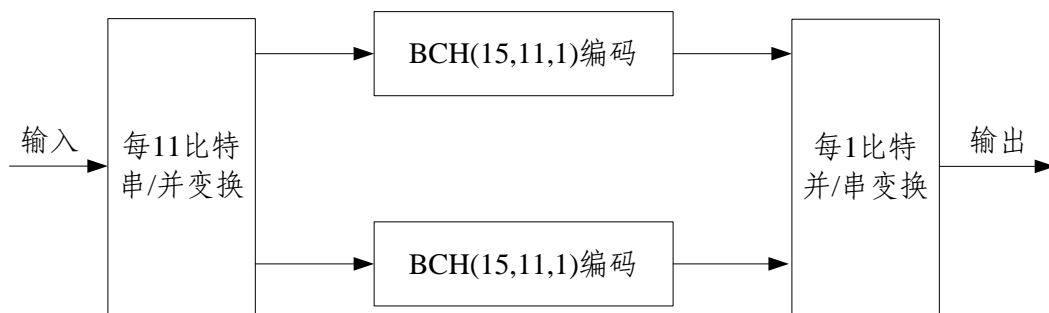 输入
每11比特
串/并变换
BCH(15,11,1)编码
BCH(15,11,1)编码
每1比特
并/串变换
输出